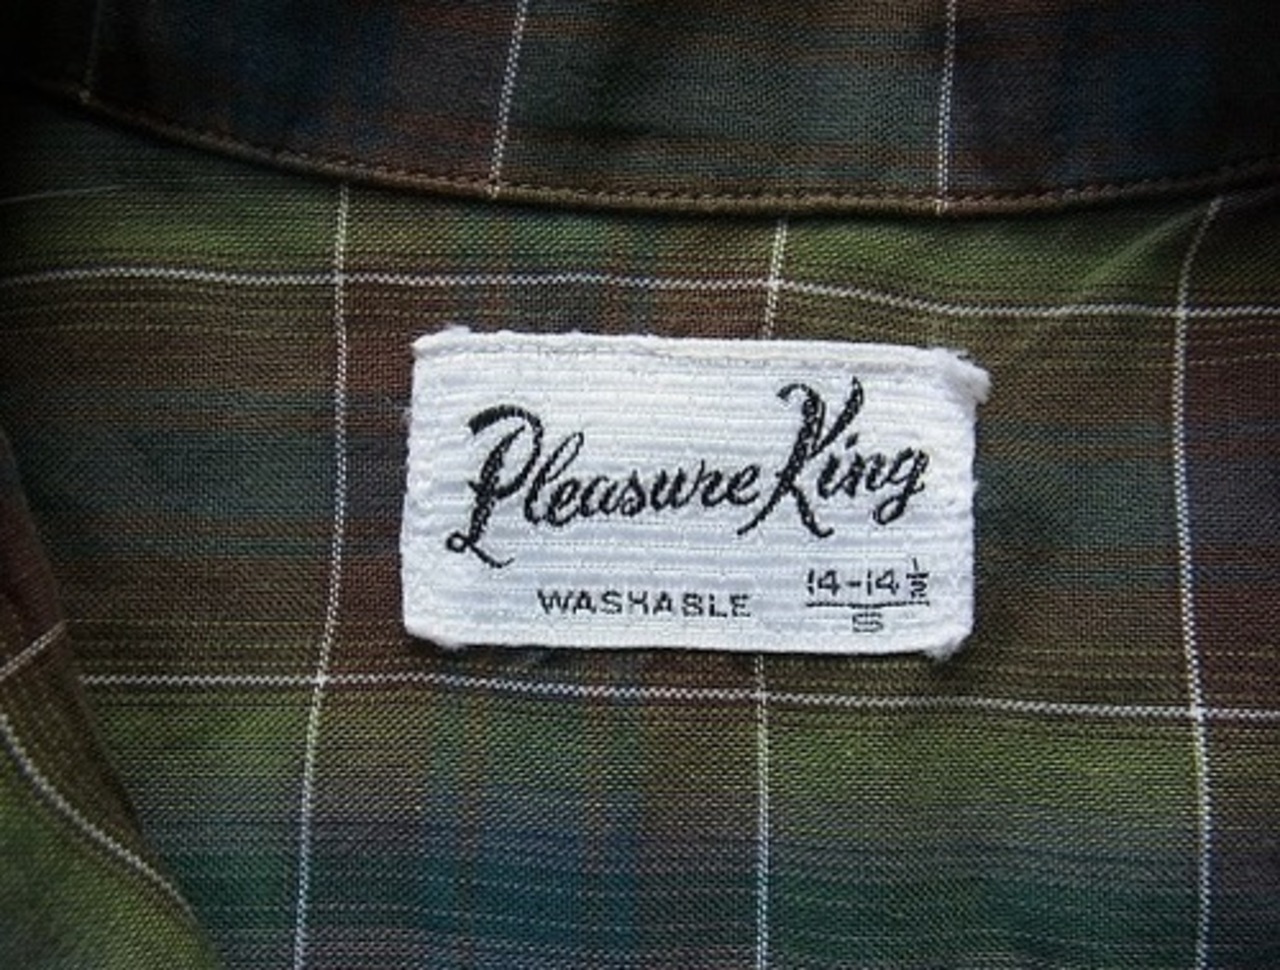 Pleasure King
WASHABLE 14-14½
S